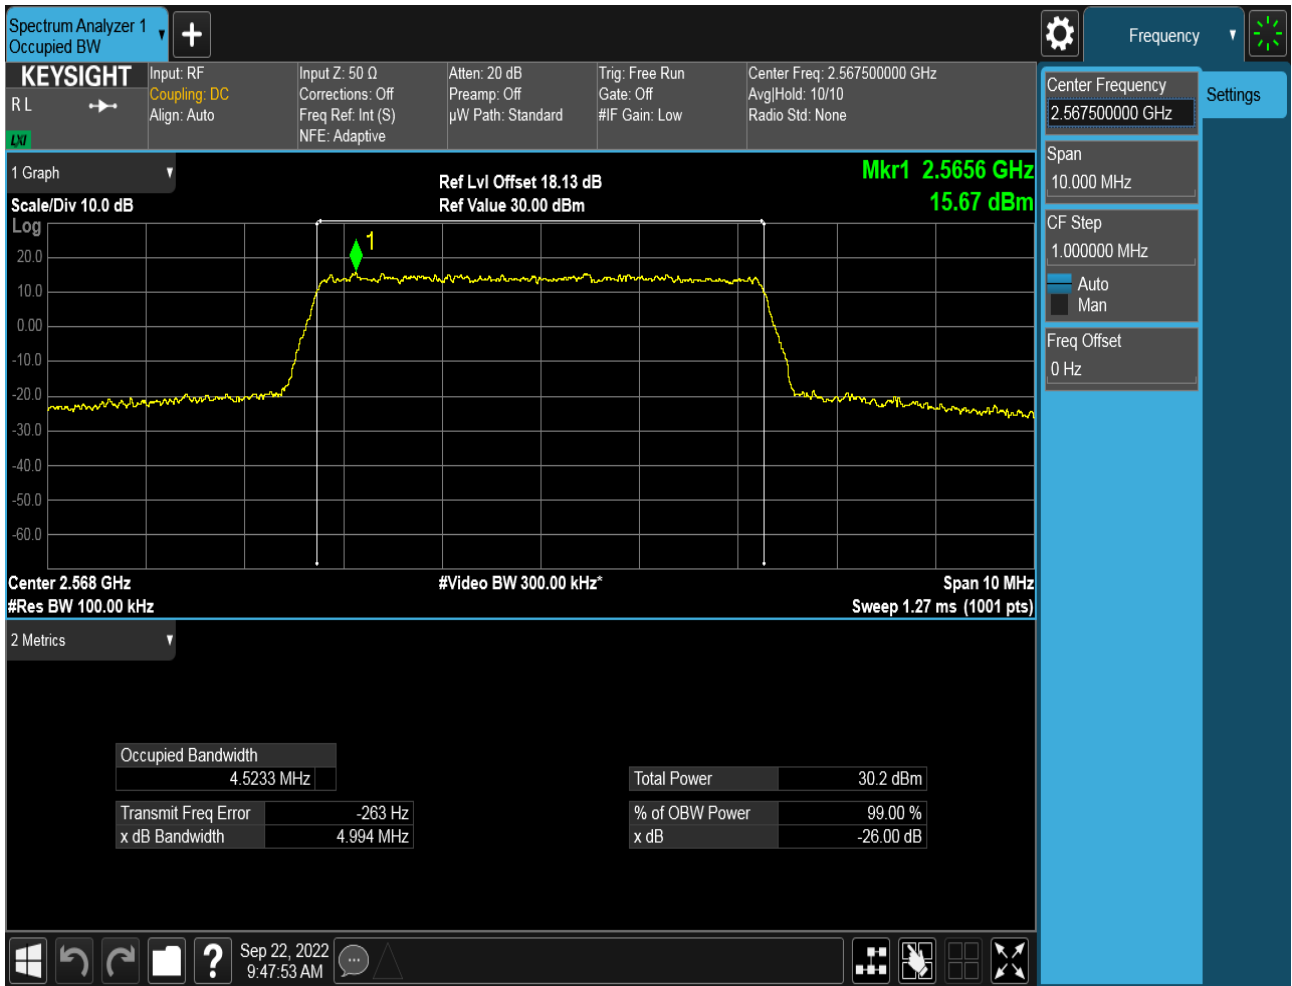 Spectrum Analyzer 1
Occupied BW
Frequency
KEYSIGHT
R L
LXI
Input: RF
Coupling: DC
Align: Auto
Input Z: 50 Ω
Corrections: Off
Freq Ref: Int (S)
NFE: Adaptive
Atten: 20 dB
Preamp: Off
µW Path: Standard
Trig: Free Run
Gate: Off
#IF Gain: Low
Center Freq: 2.567500000 GHz
Avg|Hold: 10/10
Radio Std: None
Center Frequency
2.567500000 GHz
Settings
Span
10.000 MHz
CF Step
1.000000 MHz
Auto
Man
Freq Offset
0 Hz
1 Graph
Scale/Div 10.0 dB
Log
Ref Lvl Offset 18.13 dB
Ref Value 30.00 dBm
Mkr1 2.5656 GHz
15.67 dBm
1
20.0
10.0
0.00
-10.0
-20.0
-30.0
-40.0
-50.0
-60.0
Center 2.568 GHz
#Res BW 100.00 kHz
#Video BW 300.00 kHz*
Span 10 MHz
Sweep 1.27 ms (1001 pts)
2 Metrics
Occupied Bandwidth
4.5233 MHz
Transmit Freq Error -263 Hz
x dB Bandwidth 4.994 MHz
Total Power 30.2 dBm
% of OBW Power 99.00 %
x dB -26.00 dB
?
Sep 22, 2022
9:47:53 AM